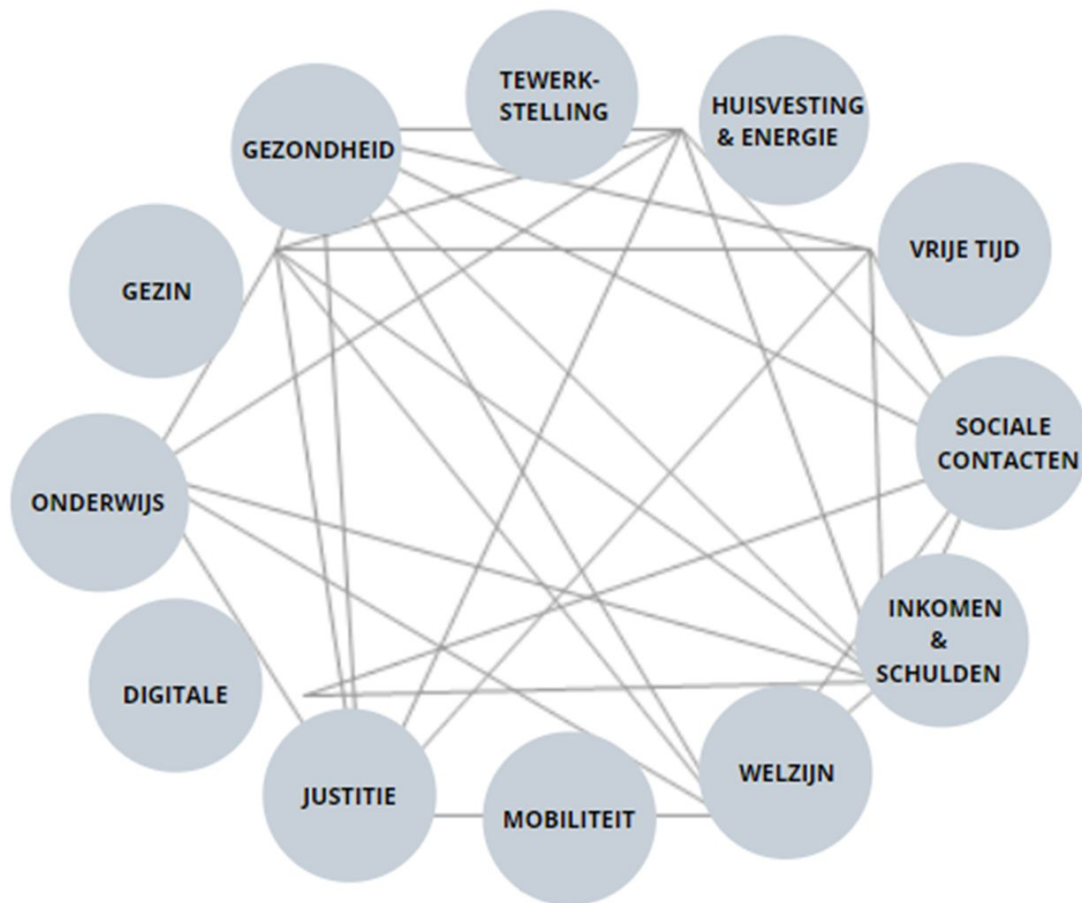 TEWERK-
STELLING
HUISVESTING
& ENERGIE
GEZONDHEID
VRIJE TIJD
GEZIN
SOCIALE
CONTACTEN
ONDERWIJS
INKOMEN
&
SCHULDEN
DIGITALE
WELZIJN
JUSTITIE
MOBILITEIT